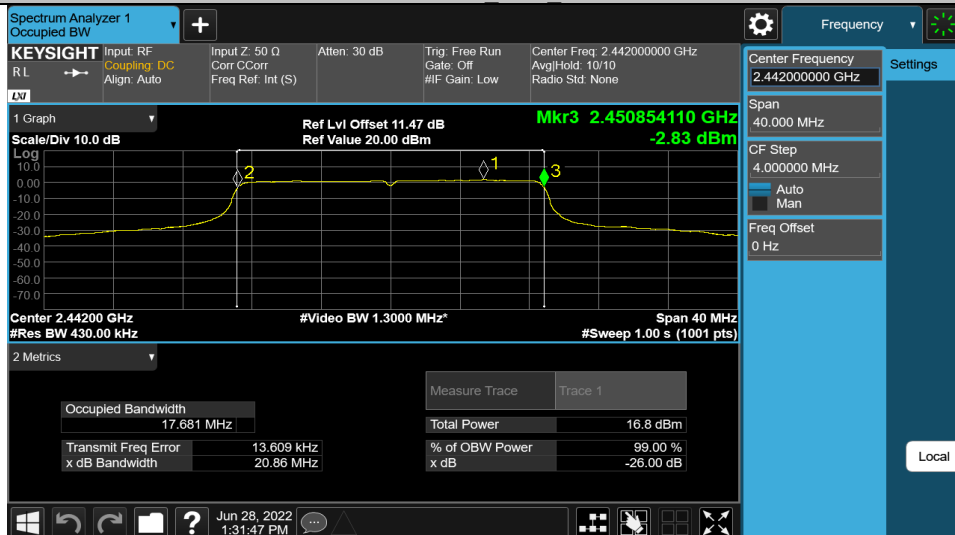 Spectrum Analyzer 1
Occupied BW
Frequency
KEYSIGHT
R L
LXI
Input: RF
Coupling: DC
Align: Auto
Input Z: 50 Ω
Corr CCorr
Freq Ref: Int (S)
Atten: 30 dB
Trig: Free Run
Gate: Off
#IF Gain: Low
Center Freq: 2.442000000 GHz
Avg|Hold: 10/10
Radio Std: None
Center Frequency
2.442000000 GHz
Settings
Span
40.000 MHz
CF Step
4.000000 MHz
Auto
Man
Freq Offset
0 Hz
Local
1 Graph
Scale/Div 10.0 dB
Ref Lvl Offset 11.47 dB
Ref Value 20.00 dBm
Mkr3 2.450854110 GHz
-2.83 dBm
Log
10.0
0.00
-10.0
-20.0
-30.0
-40.0
-50.0
-60.0
-70.0
2
1
3
Center 2.44200 GHz
#Res BW 430.00 kHz
#Video BW 1.3000 MHz*
Span 40 MHz
#Sweep 1.00 s (1001 pts)
2 Metrics
Measure Trace
Trace 1
Occupied Bandwidth
17.681 MHz
Total Power
16.8 dBm
Transmit Freq Error
13.609 kHz
% of OBW Power
99.00 %
x dB Bandwidth
20.86 MHz
x dB
-26.00 dB
?
Jun 28, 2022
1:31:47 PM